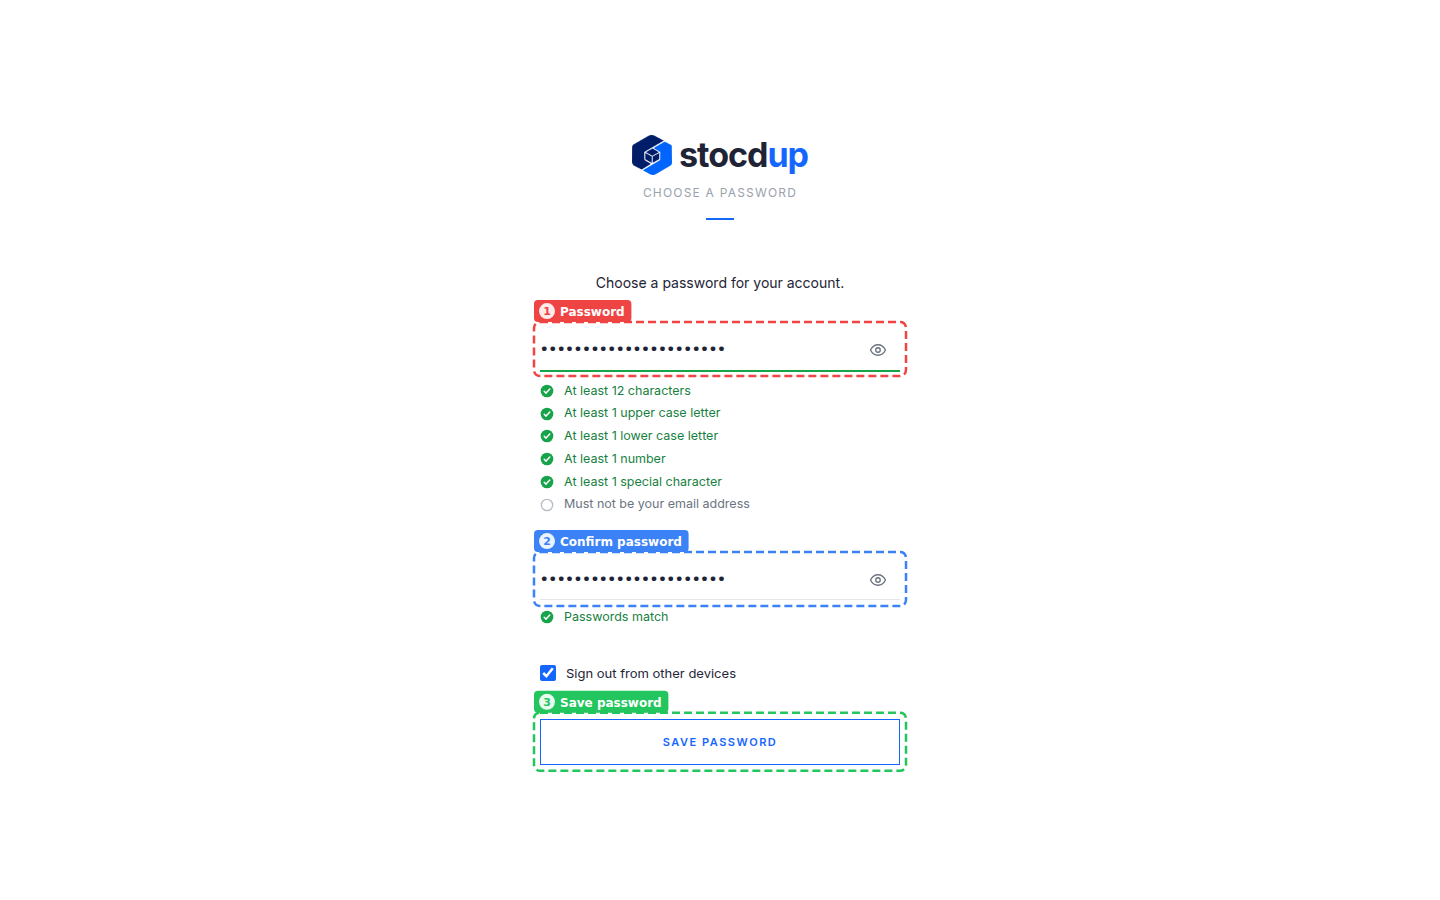 stocdup
CHOOSE A PASSWORD
Choose a password for your account.
1 Password
•••••••••••••••••••••• 
At least 12 characters
At least 1 upper case letter
At least 1 lower case letter
At least 1 number
At least 1 special character
Must not be your email address
2 Confirm password
••••••••••••••••••••••
Passwords match
Sign out from other devices
3 Save password
SAVE PASSWORD